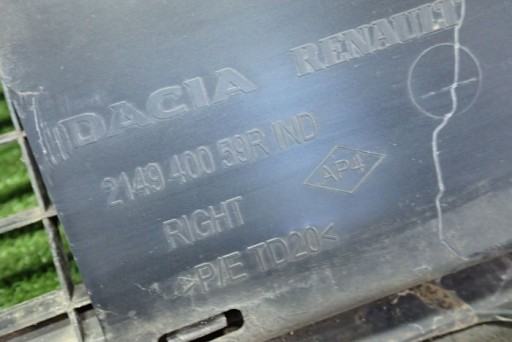 DACIA RENAULT
2149 400 59R IND
AP4
RIGHT
>P/E TD20<